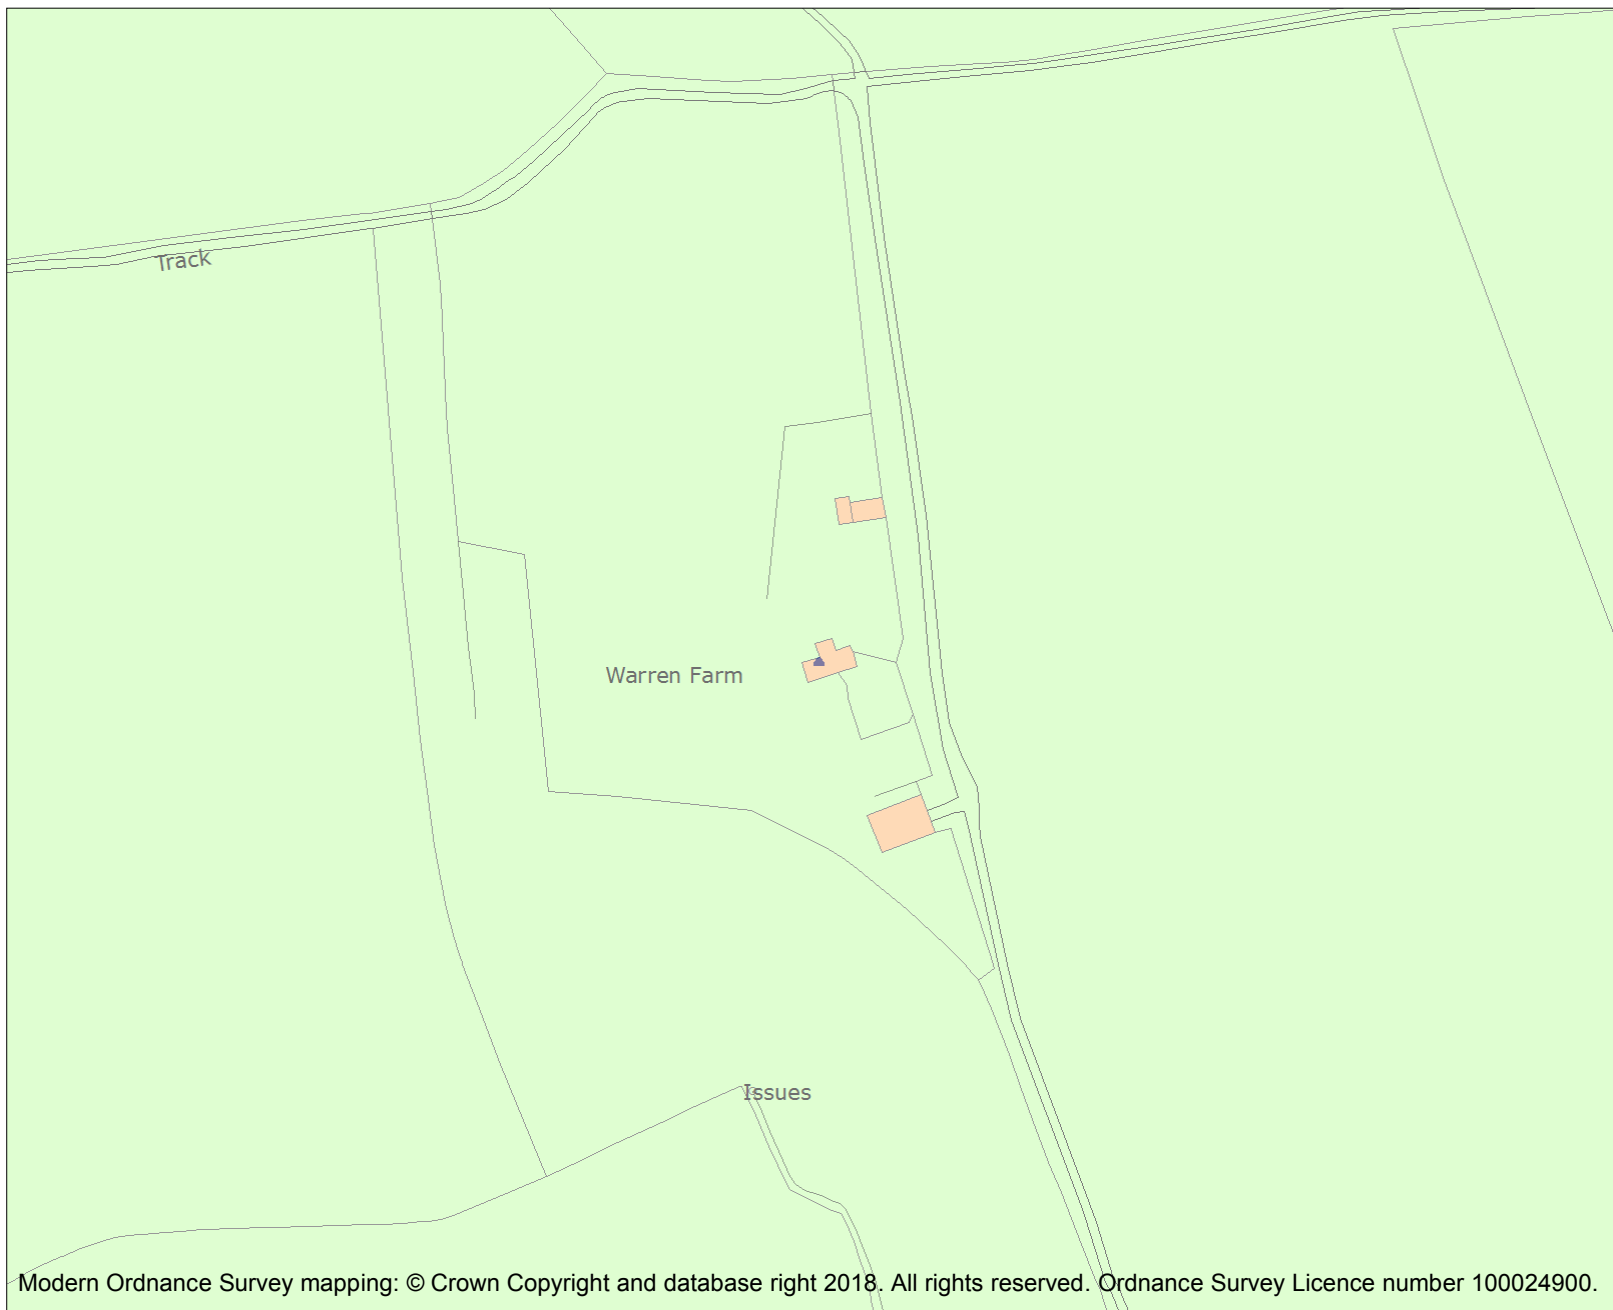 Track
Warren Farm
Issues
Modern Ordnance Survey mapping: © Crown Copyright and database right 2018. All rights reserved. Ordnance Survey Licence number 100024900.